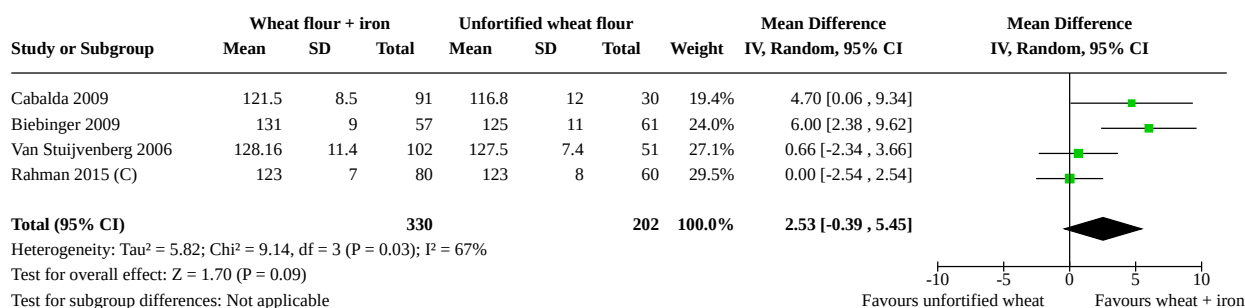 Wheat flour + iron Unfortified wheat flour Mean Difference Mean Difference
Study or Subgroup Mean SD Total Mean SD Total Weight IV, Random, 95% CI IV, Random, 95% CI
Cabalda 2009 121.5 8.5 91 116.8 12 30 19.4% 4.70 [0.06 , 9.34]
Biebinger 2009 131 9 57 125 11 61 24.0% 6.00 [2.38 , 9.62]
Van Stuijvenberg 2006 128.16 11.4 102 127.5 7.4 51 27.1% 0.66 [-2.34 , 3.66]
Rahman 2015 (C) 123 7 80 123 8 60 29.5% 0.00 [-2.54 , 2.54]
Total (95% CI) 330 202 100.0% 2.53 [-0.39 , 5.45]
Heterogeneity: Tau² = 5.82; Chi² = 9.14, df = 3 (P = 0.03); I² = 67%
Test for overall effect: Z = 1.70 (P = 0.09) -10 -5 0 5 10
Test for subgroup differences: Not applicable Favours unfortified wheat Favours wheat + iron